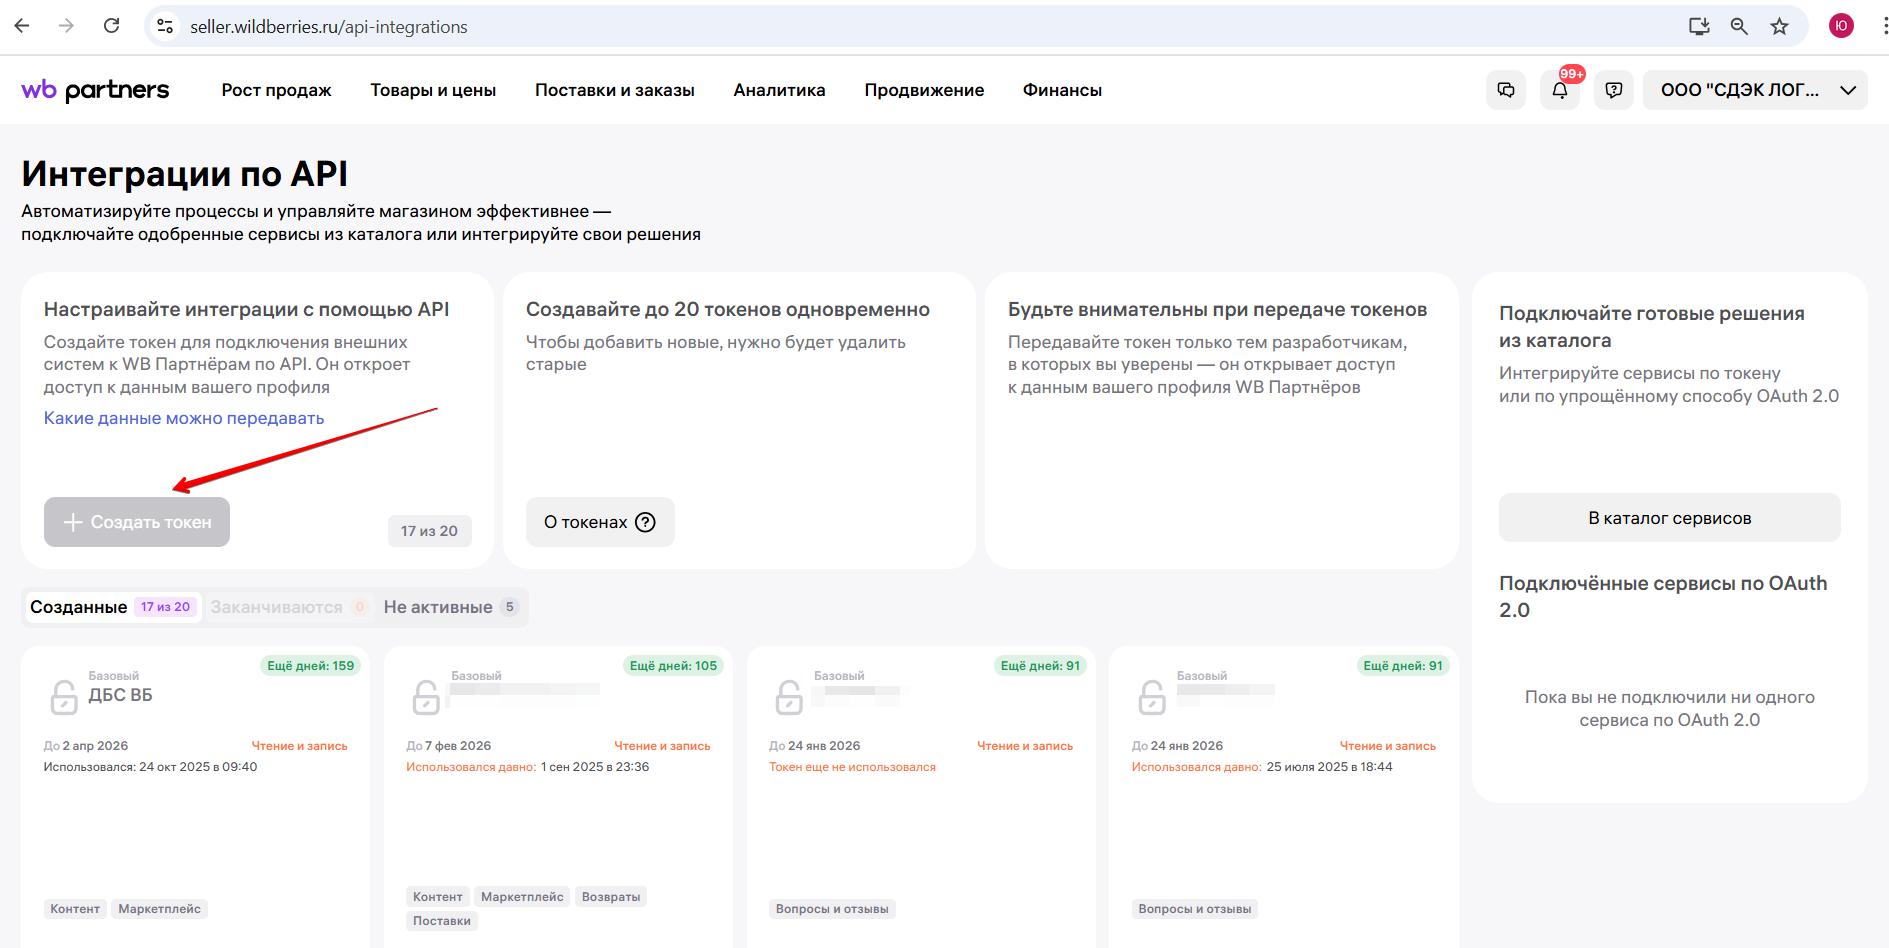 seller.wildberries.ru/api-integrations
Ю
wb partners
Рост продаж
Товары и цены
Поставки и заказы
Аналитика
Продвижение
Финансы
99+
ООО "СДЭК ЛОГ...
Интеграции по API
Автоматизируйте процессы и управляйте магазином эффективнее —
подключайте одобренные сервисы из каталога или интегрируйте свои решения
Настраивайте интеграции с помощью API
Создайте токен для подключения внешних
систем к WB Партнёрам по API. Он откроет
доступ к данным вашего профиля
Какие данные можно передавать
Создать токен
17 из 20
Создавайте до 20 токенов одновременно
Чтобы добавить новые, нужно будет удалить
старые
О токенах
Будьте внимательны при передаче токенов
Передавайте токен только тем разработчикам,
в которых вы уверены — он открывает доступ
к данным вашего профиля WB Партнёров
Подключайте готовые решения
из каталога
Интегрируйте сервисы по токену
или по упрощённому способу OAuth 2.0
В каталог сервисов
Подключённые сервисы по OAuth
2.0
Пока вы не подключили ни одного
сервиса по OAuth 2.0
Созданные 17 из 20
Заканчиваются 0
Не активные 5
Ещё дней: 159
Базовый
ДБС ВБ
До 2 апр 2026
Чтение и запись
Использовался: 24 окт 2025 в 09:40
Контент
Маркетплейс
Ещё дней: 105
Базовый
До 7 фев 2026
Чтение и запись
Использовался давно: 1 сен 2025 в 23:36
Контент
Маркетплейс
Возвраты
Поставки
Ещё дней: 91
Базовый
До 24 янв 2026
Чтение и запись
Токен еще не использовался
Вопросы и отзывы
Ещё дней: 91
Базовый
До 24 янв 2026
Чтение и запись
Использовался давно: 25 июля 2025 в 18:44
Вопросы и отзывы